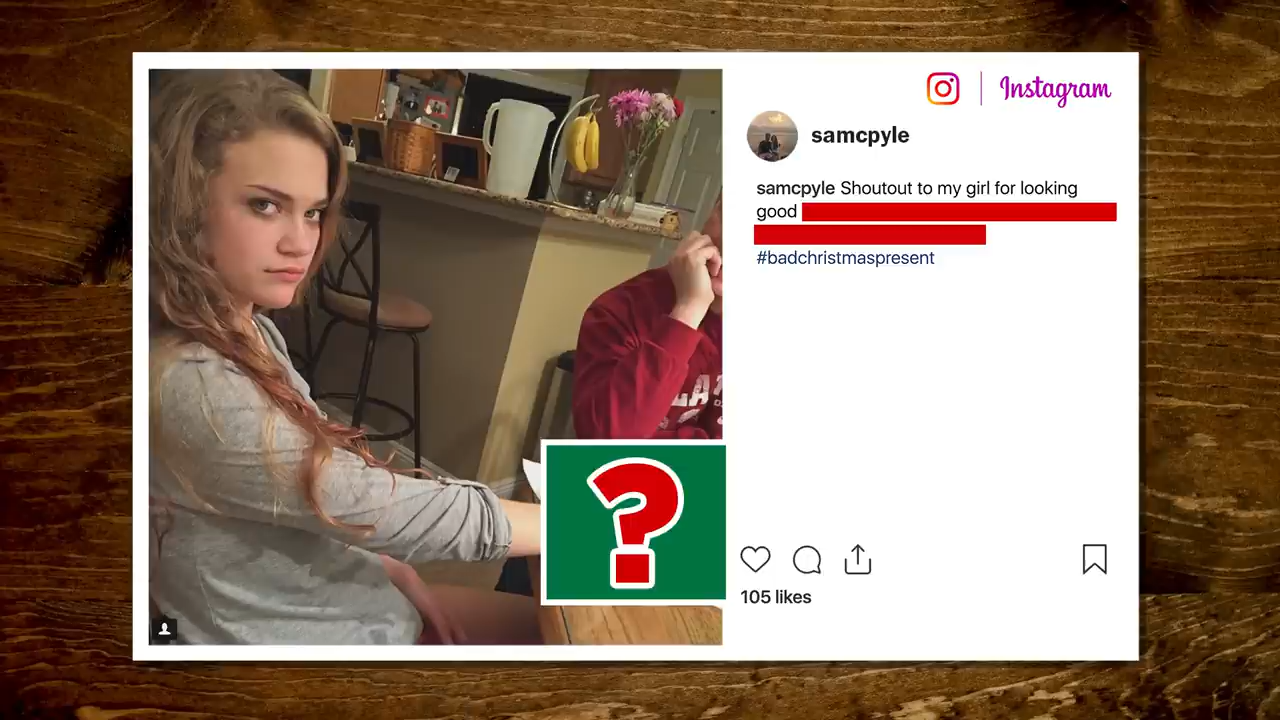 Instagram
samcpyle
samcpyle Shoutout to my girl for looking
good
#badchristmaspresent
?
105 likes